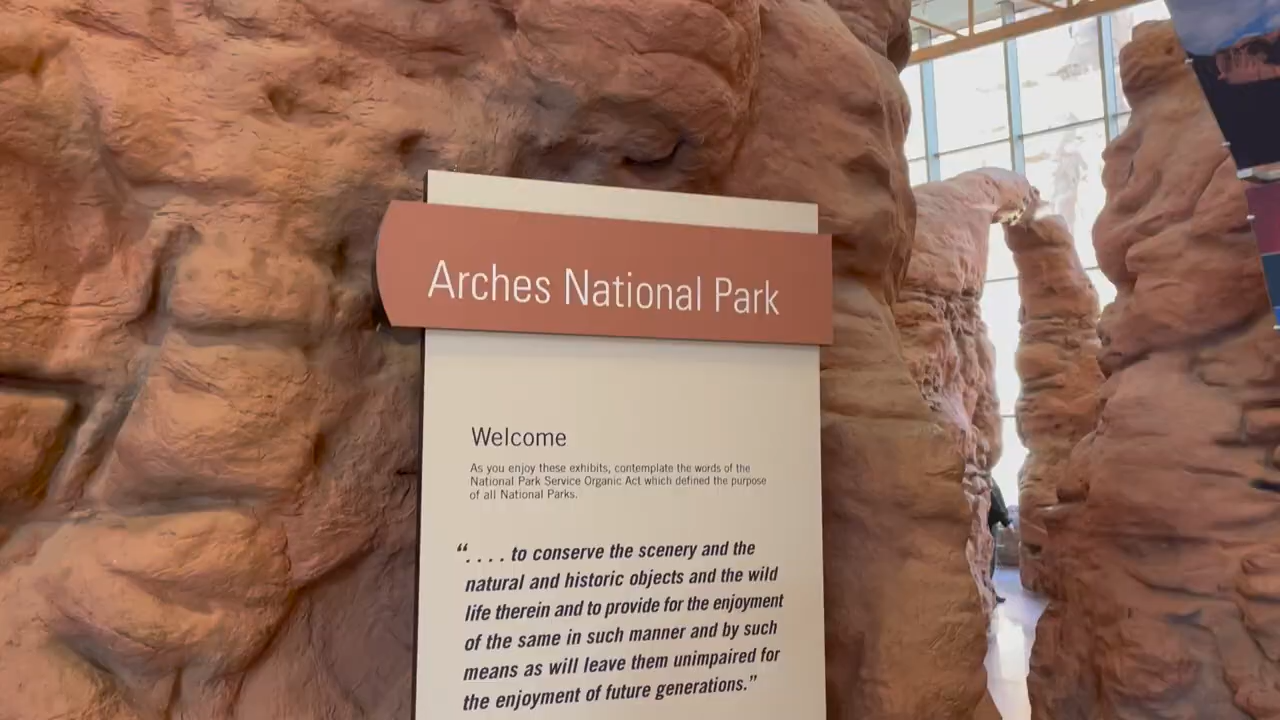 Arches National Park
Welcome
As you enjoy these exhibits, contemplate the words of the
National Park Service Organic Act which defined the purpose
of all National Parks.
“. . . . to conserve the scenery and the
natural and historic objects and the wild
life therein and to provide for the enjoyment
of the same in such manner and by such
means as will leave them unimpaired for
the enjoyment of future generations.”